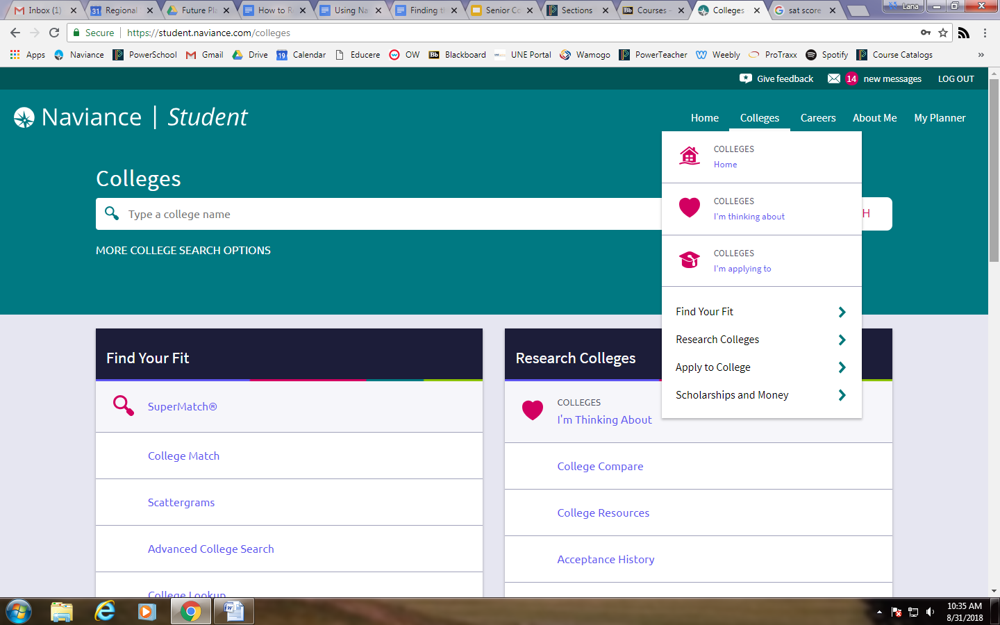 Inbox (1)
Regional
Future Pla
How to R
Using Na
Finding t
Senior Co
Sections
Courses -
Colleges
sat score
Lana
Secure
https://student.naviance.com/colleges
Apps
Naviance
PowerSchool
Gmail
Drive
Calendar
Educere
OW
Blackboard
UNE Portal
Wamogo
PowerTeacher
Weebly
ProTraxx
Spotify
Course Catalogs
Give feedback
14 new messages
LOG OUT
Naviance | Student
Home
Colleges
Careers
About Me
My Planner
COLLEGES
Home
COLLEGES
I'm thinking about
COLLEGES
I'm applying to
Find Your Fit
Research Colleges
Apply to College
Scholarships and Money
Colleges
Type a college name
H
MORE COLLEGE SEARCH OPTIONS
Find Your Fit
SuperMatch®
College Match
Scattergrams
Advanced College Search
College Lookup
Research Colleges
COLLEGES
I'm Thinking About
College Compare
College Resources
Acceptance History
10:35 AM
8/31/2018